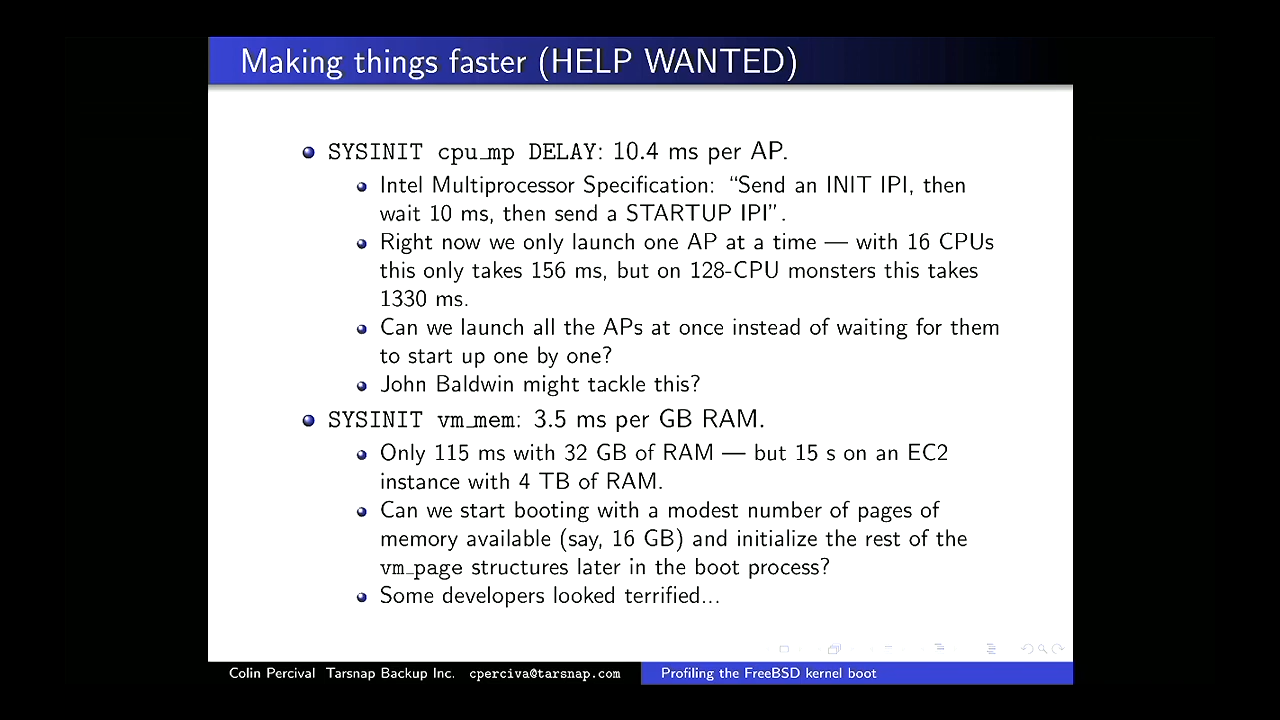 Making things faster (HELP WANTED)
SYSINIT cpu_mp DELAY: 10.4 ms per AP.
Intel Multiprocessor Specification: “Send an INIT IPI, then
wait 10 ms, then send a STARTUP IPI”.
Right now we only launch one AP at a time — with 16 CPUs
this only takes 156 ms, but on 128-CPU monsters this takes
1330 ms.
Can we launch all the APs at once instead of waiting for them
to start up one by one?
John Baldwin might tackle this?
SYSINIT vm_mem: 3.5 ms per GB RAM.
Only 115 ms with 32 GB of RAM — but 15 s on an EC2
instance with 4 TB of RAM.
Can we start booting with a modest number of pages of
memory available (say, 16 GB) and initialize the rest of the
vm_page structures later in the boot process?
Some developers looked terrified...
Colin Percival Tarsnap Backup Inc. cperciva@tarsnap.com Profiling the FreeBSD kernel boot